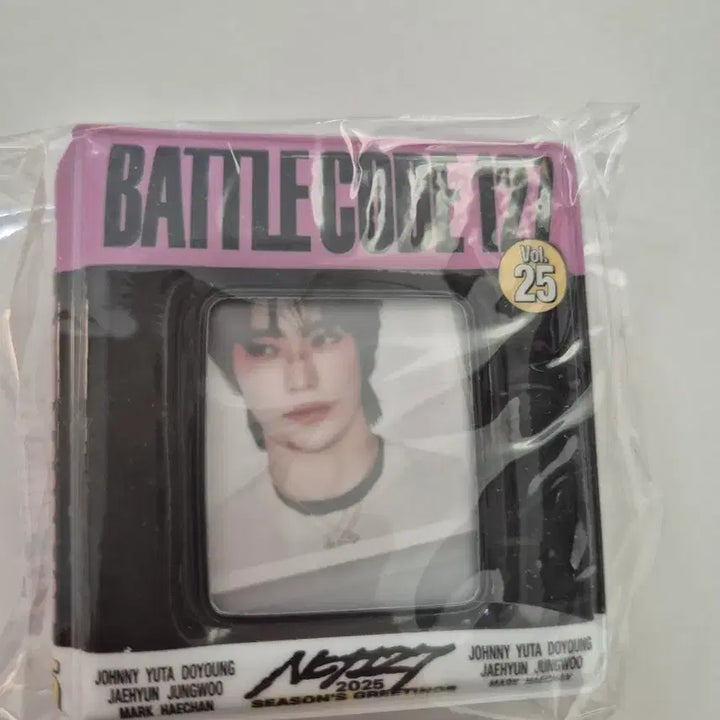 BATTLE CODE 127
Vol.
25
JOHNNY YUTA DOYOUNG
JAEHYUN JUNGWOO
MARK HAECHAN
NCT127
2025
SEASON'S GREETINGS
JOHNNY YUTA DOYOUNG
JAEHYUN JUNGWOO
MARK HAECHAN